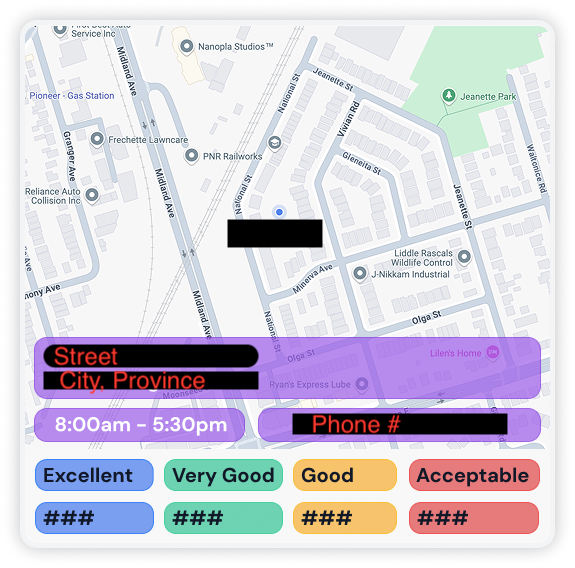 First Best Auto
Service Inc
Nanopla Studios™
Midland Ave
National St
Jeanette St
Pioneer - Gas Station
Jeanette Park
Vivian Rd
Frechette Lawncare
Granger Ave
PNR Railworks
Gleneita St
Waltonice Rd
Midland Ave
Reliance Auto
Collision Inc
National St
Jeanette St
Liddle Rascals
Wildlife Control
J-Nikkam Industrial
Minerva Ave
mony Ave
Midland Ave
National St
Olga St
Street
Olga St
Lilen's Home
City, Province
Ryan's Express Lube
8:00am - 5:30pm
Phone #
Excellent
Very Good
Good
Acceptable
###
###
###
###